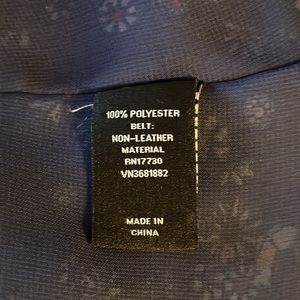 100% POLYESTER
BELT:
NON-LEATHER
MATERIAL
RN17730
VN3681882
MADE IN
CHINA